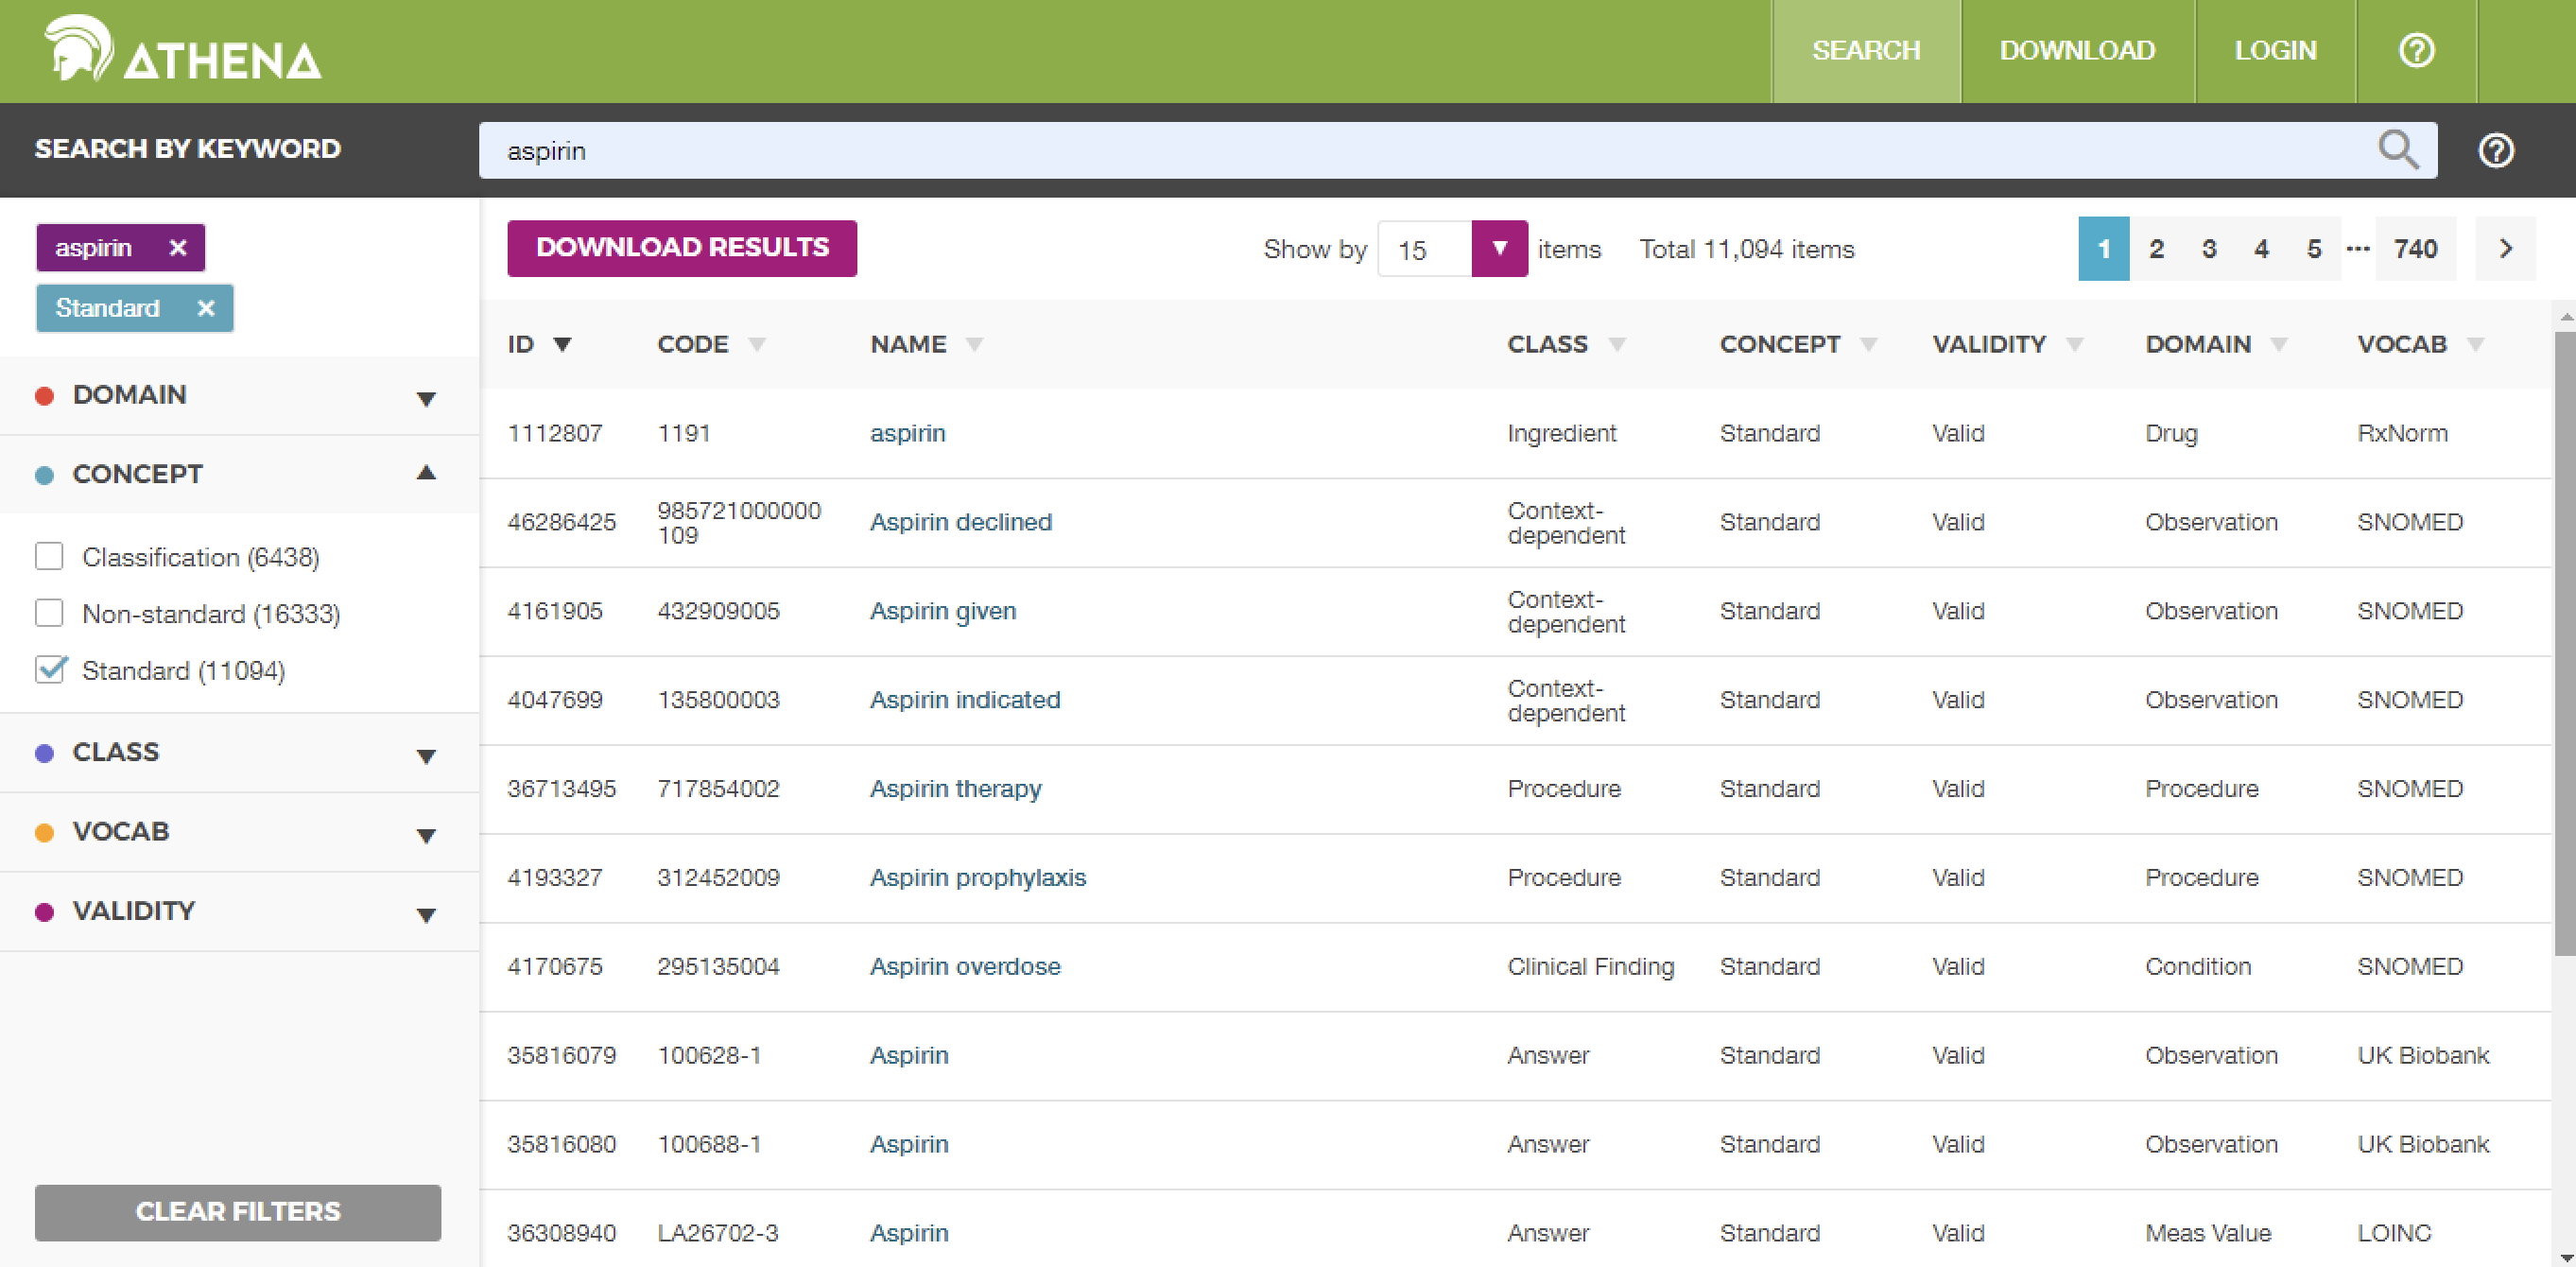 ATHENA
SEARCH
DOWNLOAD
LOGIN
?
SEARCH BY KEYWORD
aspirin
?
aspirin ×
Standard ×
DOMAIN
CONCEPT
Classification (6438)
Non-standard (16333)
Standard (11094)
CLASS
VOCAB
VALIDITY
CLEAR FILTERS
DOWNLOAD RESULTS
Show by 15 items Total 11,094 items
1 2 3 4 5 ... 740 >
ID CODE NAME CLASS CONCEPT VALIDITY DOMAIN VOCAB
1112807 1191 aspirin Ingredient Standard Valid Drug RxNorm
46286425 985721000000
109 Aspirin declined Context-
dependent Standard Valid Observation SNOMED
4161905 432909005 Aspirin given Context-
dependent Standard Valid Observation SNOMED
4047699 135800003 Aspirin indicated Context-
dependent Standard Valid Observation SNOMED
36713495 717854002 Aspirin therapy Procedure Standard Valid Procedure SNOMED
4193327 312452009 Aspirin prophylaxis Procedure Standard Valid Procedure SNOMED
4170675 295135004 Aspirin overdose Clinical Finding Standard Valid Condition SNOMED
35816079 100628-1 Aspirin Answer Standard Valid Observation UK Biobank
35816080 100688-1 Aspirin Answer Standard Valid Observation UK Biobank
36308940 LA26702-3 Aspirin Answer Standard Valid Meas Value LOINC